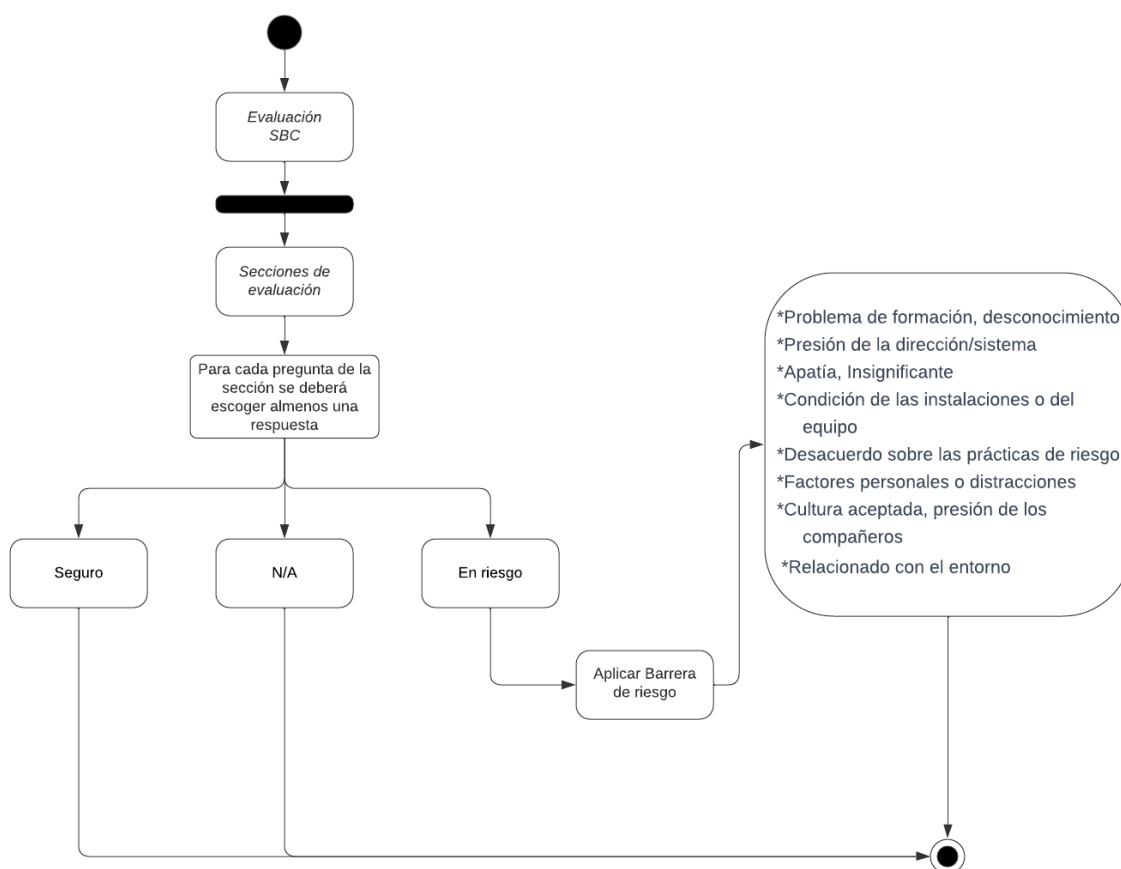 Evaluación
SBC
Secciones de
evaluación
Para cada pregunta de la
sección se deberá
escoger almenos una
respuesta
Seguro
N/A
En riesgo
Aplicar Barrera
de riesgo
*Problema de formación, desconocimiento
*Presión de la dirección/sistema
*Apatía, Insignificante
*Condición de las instalaciones o del
equipo
*Desacuerdo sobre las prácticas de riesgo
*Factores personales o distracciones
*Cultura aceptada, presión de los
compañeros
*Relacionado con el entorno